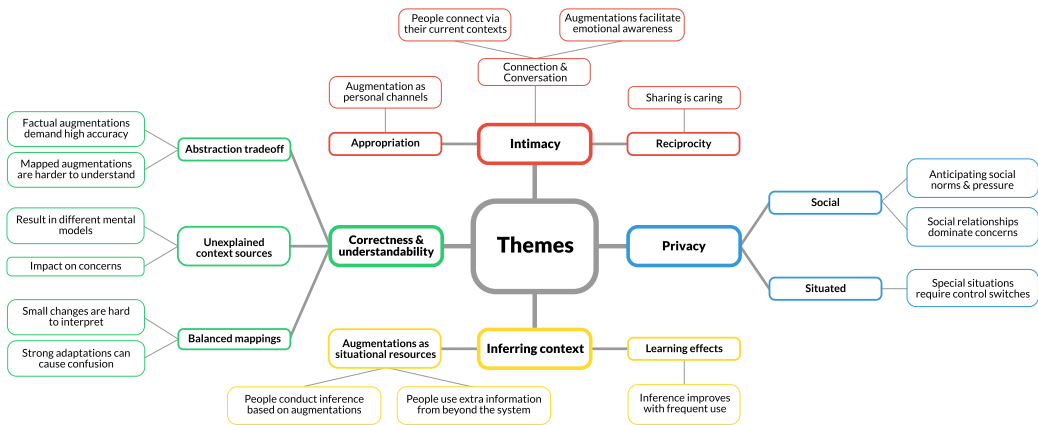 People connect via
their current contexts
Augmentations facilitate
emotional awareness
Connection &
Conversation
Augmentation as
personal channels
Sharing is caring
Appropriation
Intimacy
Reciprocity
Factual augmentations
demand high accuracy
Abstraction tradeoff
Mapped augmentations
are harder to understand
Result in different mental
models
Unexplained
context sources
Impact on concerns
Small changes are hard
to interpret
Balanced mappings
Strong adaptations can
cause confusion
Correctness &
understandability
Themes
Privacy
Social
Anticipating social
norms & pressure
Social relationships
dominate concerns
Situated
Special situations
require control switches
Augmentations as
situational resources
Inferring context
Learning effects
People conduct inference
based on augmentations
People use extra information
from beyond the system
Inference improves
with frequent use